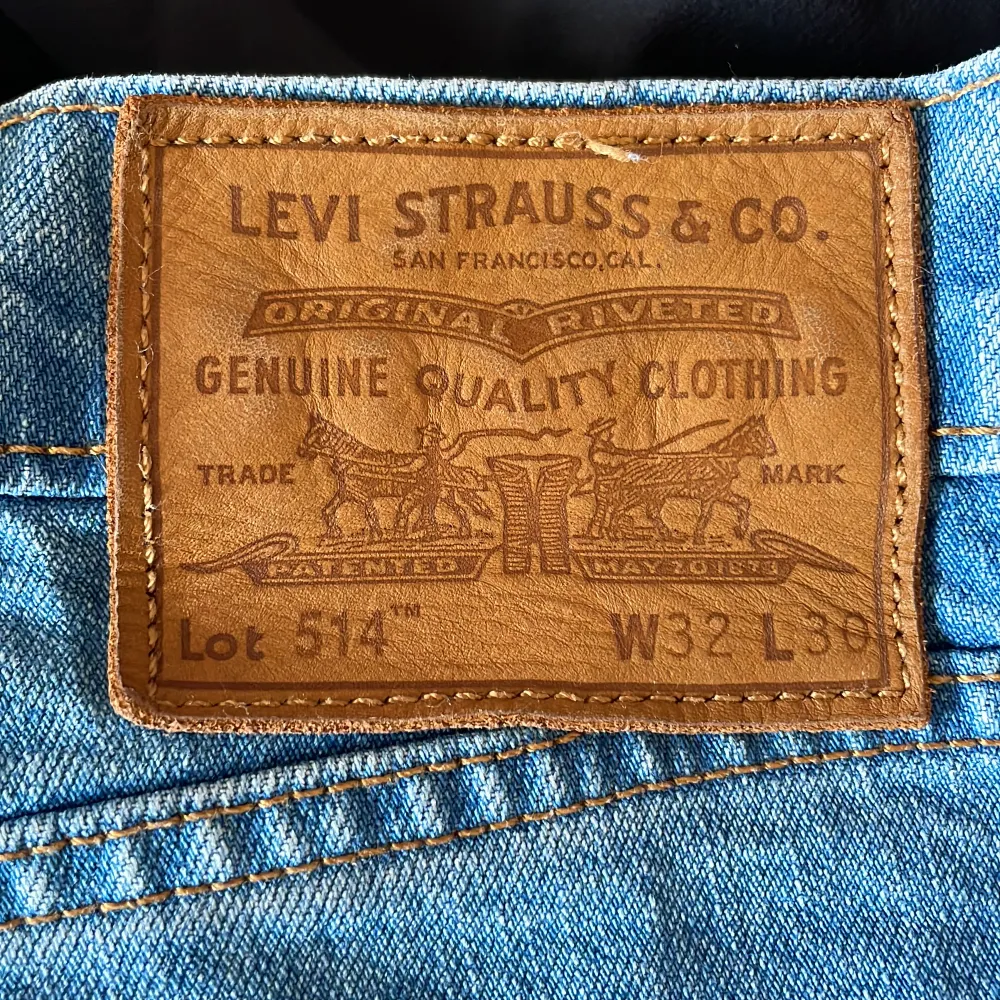 LEVI STRAUSS & CO.
SAN FRANCISCO, CAL.
ORIGINAL RIVETED
GENUINE QUALITY CLOTHING
TRADE MARK
PATENTED MAY 20 1873
Lot 514™ W32 L30